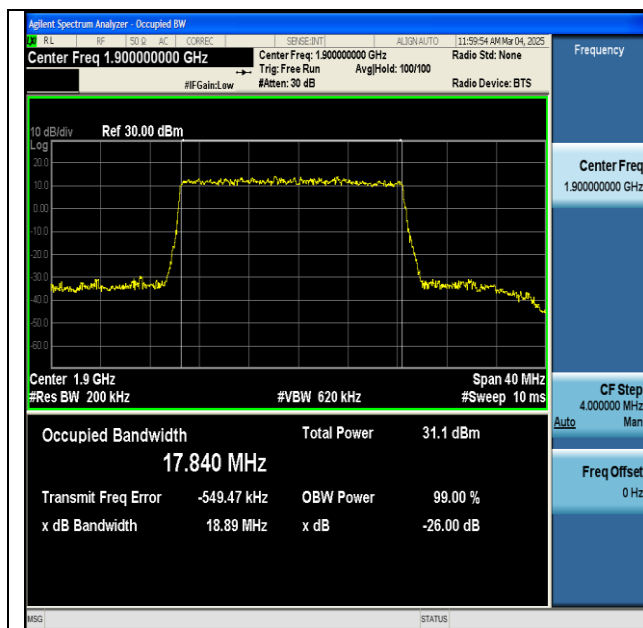 Agilent Spectrum Analyzer - Occupied BW
RL RF 50 Ω AC CORREC SENSE:INT ALIGN AUTO 11:59:54 AM Mar 04, 2025
Center Freq 1.900000000 GHz
Center Freq: 1.900000000 GHz
Radio Std: None
Trig: Free Run Avg|Hold: 100/100
#IFGain:Low #Atten: 30 dB Radio Device: BTS
10 dB/div Ref 30.00 dBm
Log
20.0
10.0
0.00
-10.0
-20.0
-30.0
-40.0
-50.0
-60.0
Center 1.9 GHz Span 40 MHz
#Res BW 200 kHz #VBW 620 kHz #Sweep 10 ms
Occupied Bandwidth Total Power 31.1 dBm
17.840 MHz
Transmit Freq Error -549.47 kHz OBW Power 99.00 %
x dB Bandwidth 18.89 MHz x dB -26.00 dB
MSG STATUS
Frequency
Center Freq
1.900000000 GHz
CF Step
4.000000 MHz
Auto Man
Freq Offset
0 Hz